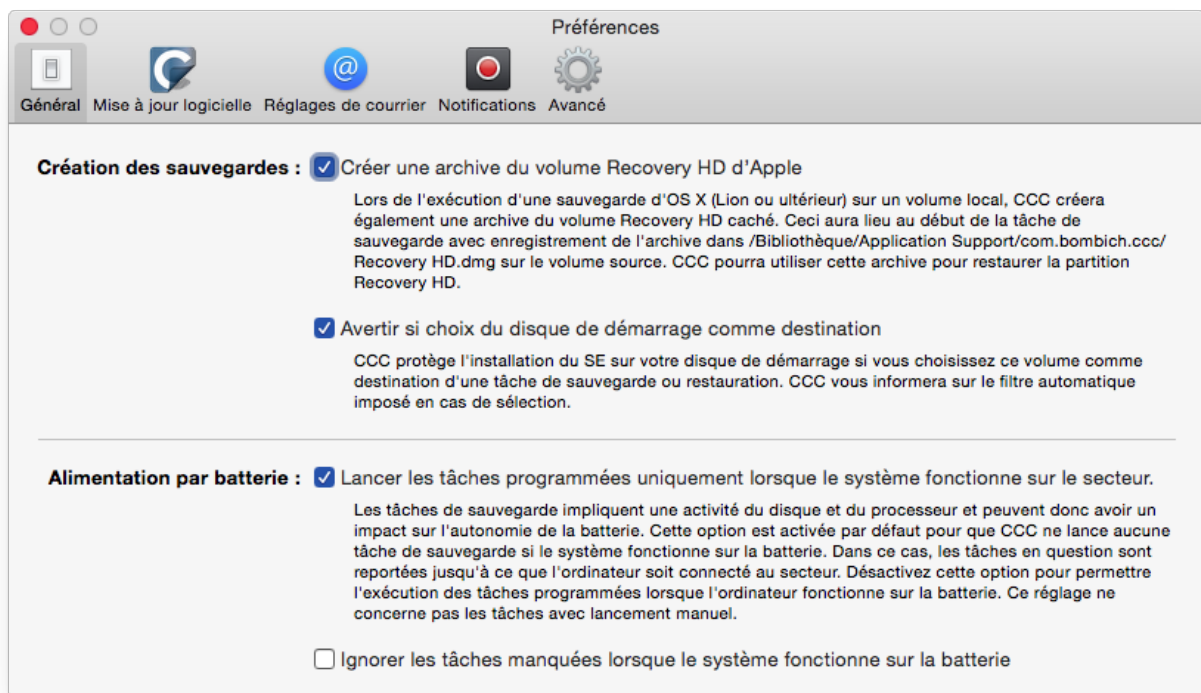 Préférences
Général Mise à jour logicielle Réglages de courrier Notifications Avancé
Création des sauvegardes : Créer une archive du volume Recovery HD d'Apple
Lors de l'exécution d'une sauvegarde d'OS X (Lion ou ultérieur) sur un volume local, CCC créera
également une archive du volume Recovery HD caché. Ceci aura lieu au début de la tâche de
sauvegarde avec enregistrement de l'archive dans /Bibliothèque/Application Support/com.bombich.ccc/
Recovery HD.dmg sur le volume source. CCC pourra utiliser cette archive pour restaurer la partition
Recovery HD.
Avertir si choix du disque de démarrage comme destination
CCC protège l'installation du SE sur votre disque de démarrage si vous choisissez ce volume comme
destination d'une tâche de sauvegarde ou restauration. CCC vous informera sur le filtre automatique
imposé en cas de sélection.
Alimentation par batterie : Lancer les tâches programmées uniquement lorsque le système fonctionne sur le secteur.
Les tâches de sauvegarde impliquent une activité du disque et du processeur et peuvent donc avoir un
impact sur l'autonomie de la batterie. Cette option est activée par défaut pour que CCC ne lance aucune
tâche de sauvegarde si le système fonctionne sur la batterie. Dans ce cas, les tâches en question sont
reportées jusqu'à ce que l'ordinateur soit connecté au secteur. Désactivez cette option pour permettre
l'exécution des tâches programmées lorsque l'ordinateur fonctionne sur la batterie. Ce réglage ne
concerne pas les tâches avec lancement manuel.
Ignorer les tâches manquées lorsque le système fonctionne sur la batterie